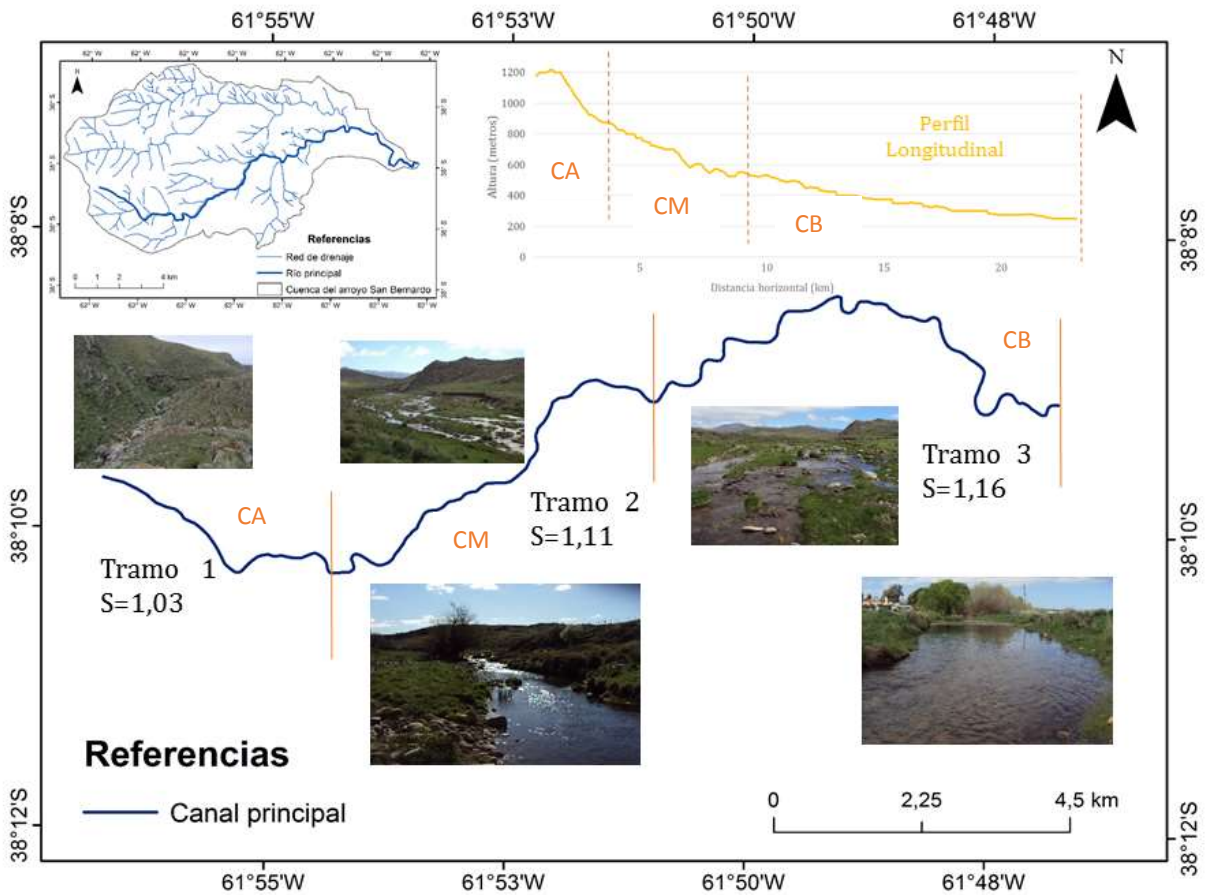 61°55'W
61°53'W
61°50'W
61°48'W
38°8'S
38°10'S
38°12'S
38°8'S
38°10'S
38°12'S
61°55'W
61°53'W
61°50'W
61°48'W
N
Referencias
Red de drenaje
Río principal
Cuenca del arroyo San Bernardo
0 1 2 4 km
Perfil
Longitudinal
Altura (metros)
1200
1000
800
600
400
200
0
5
10
15
20
Distancia horizontal (km)
CA
CM
CB
CA
CM
CB
Tramo 1
S=1,03
Tramo 2
S=1,11
Tramo 3
S=1,16
Referencias
Canal principal
0 2,25 4,5 km